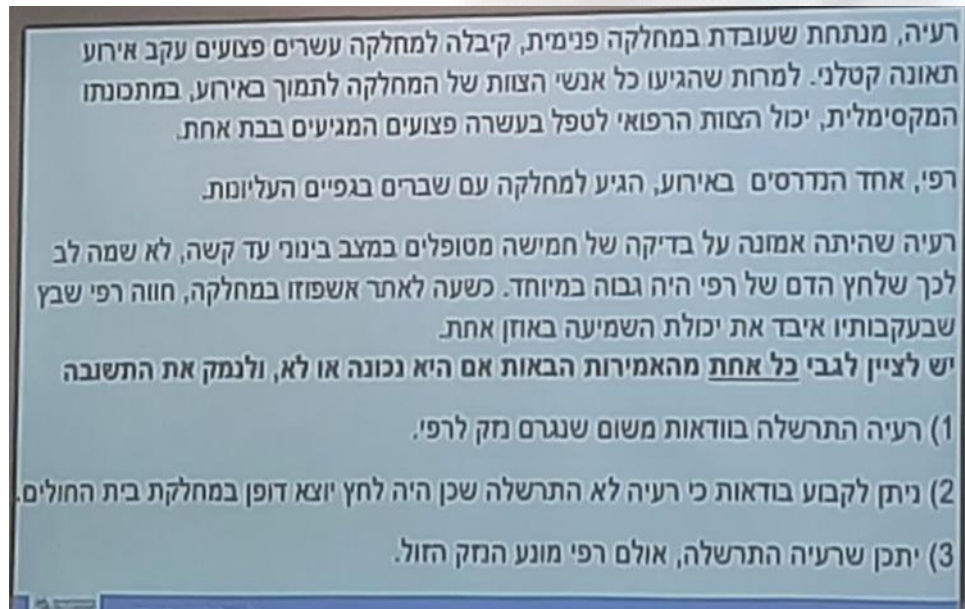 רעיה, מנתחת שעובדת במחלקה פנימית, קיבלה למחלקה עשרים פצועים עקב אירוע
תאונה קטלני. למרות שהגיעו כל אנשי הצוות של המחלקה לתמוך באירוע, במתכונתו
המקסימלית, יכול הצוות הרפואי לטפל בעשרה פצועים המגיעים בבת אחת.
רפי, אחד הנדרסים באירוע, הגיע למחלקה עם שברים בגפיים העליונות.
רעיה שהיתה אמונה על בדיקה של חמישה מטופלים במצב בינוני עד קשה, לא שמה לב
לכך שלחץ הדם של רפי היה גבוה במיוחד. כשעה לאחר אשפוזו במחלקה, חווה רפי שבץ
שבעקבותיו איבד את יכולת השמיעה באוזן אחת.
יש לציין לגבי כל אחת מהאמירות הבאות אם היא נכונה או לא, ולנמק את התשובה
1) רעיה התרשלה בוודאות משום שנגרם נזק לרפי.
2) ניתן לקבוע בודאות כי רעיה לא התרשלה שכן היה לחץ יוצא דופן במחלקת בית החולים.
3) יתכן שרעיה התרשלה, אולם רפי מונע הנזק הזול.